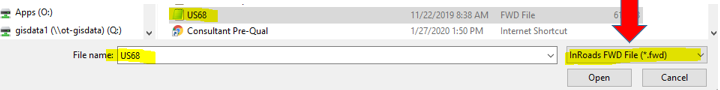 Apps (O:)
US68 11/22/2019 8:38 AM FWD File
gisdata1 (\\ot-gisdata) (Q:)
Consultant Pre-Qual 1/27/2020 1:50 PM Internet Shortcut
File name: US68 InRoads FWD File (*.fwd)
Open Cancel